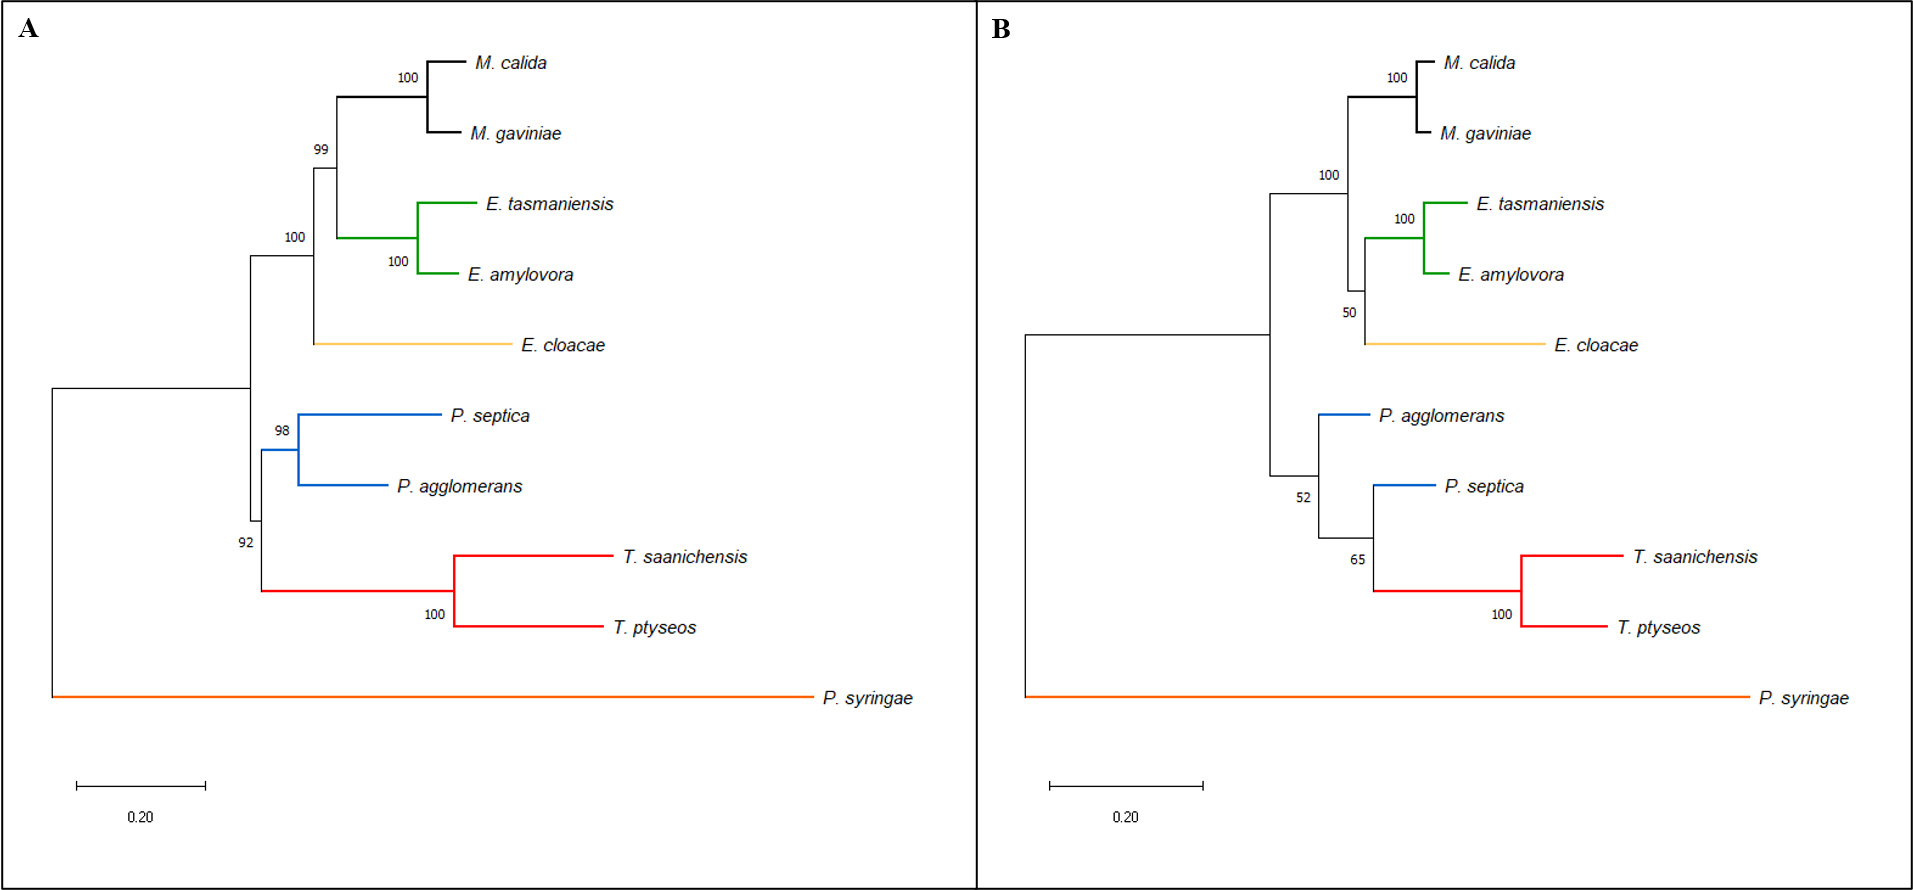 A
M. calida
100
M. gaviniae
99
E. tasmaniensis
100
100
E. amylovora
E. cloacae
P. septica
98
P. agglomerans
92
T. saanichensis
100
T. ptyseos
P. syringae
0.20
B
M. calida
100
M. gaviniae
100
E. tasmaniensis
100
E. amylovora
50
E. cloacae
P. agglomerans
P. septica
52
T. saanichensis
65
100
T. ptyseos
P. syringae
0.20